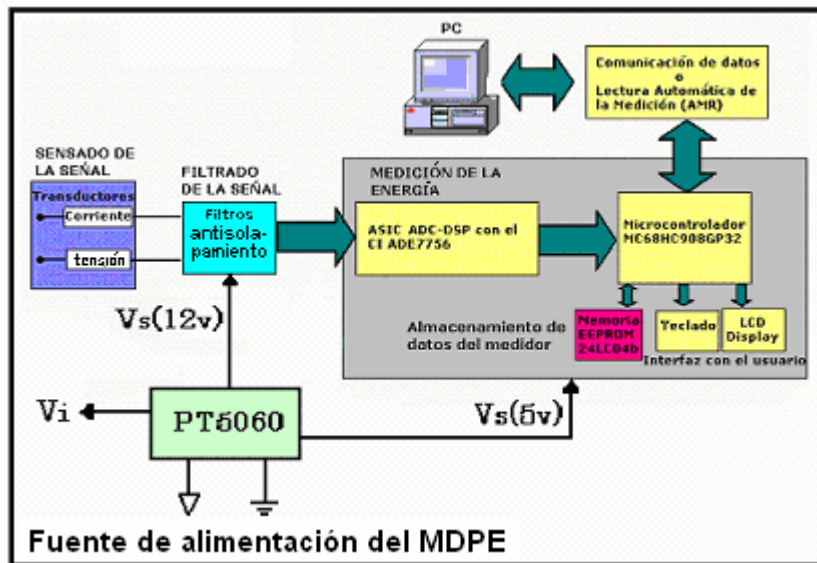 PC
Comunicación de datos
o
Lectura Automática de
la Medición (AMR)
SENSADO DE
LA SEÑAL
Transductores
Corriente
tensión
FILTRADO
DE LA SEÑAL
Filtros
antisola-
pamiento
MEDICIÓN DE LA
ENERGÍA
ASIC ADC-DSP con el
CI ADE7756
Microcontrolador
MC68HC908GP32
Almacenamiento de
datos del medidor
Memoria
EEPROM
24LC04b
Teclado
LCD
Display
Interfaz con el usuario
Vs(12v)
Vi
PT5060
Vs(5v)
Fuente de alimentación del MDPE